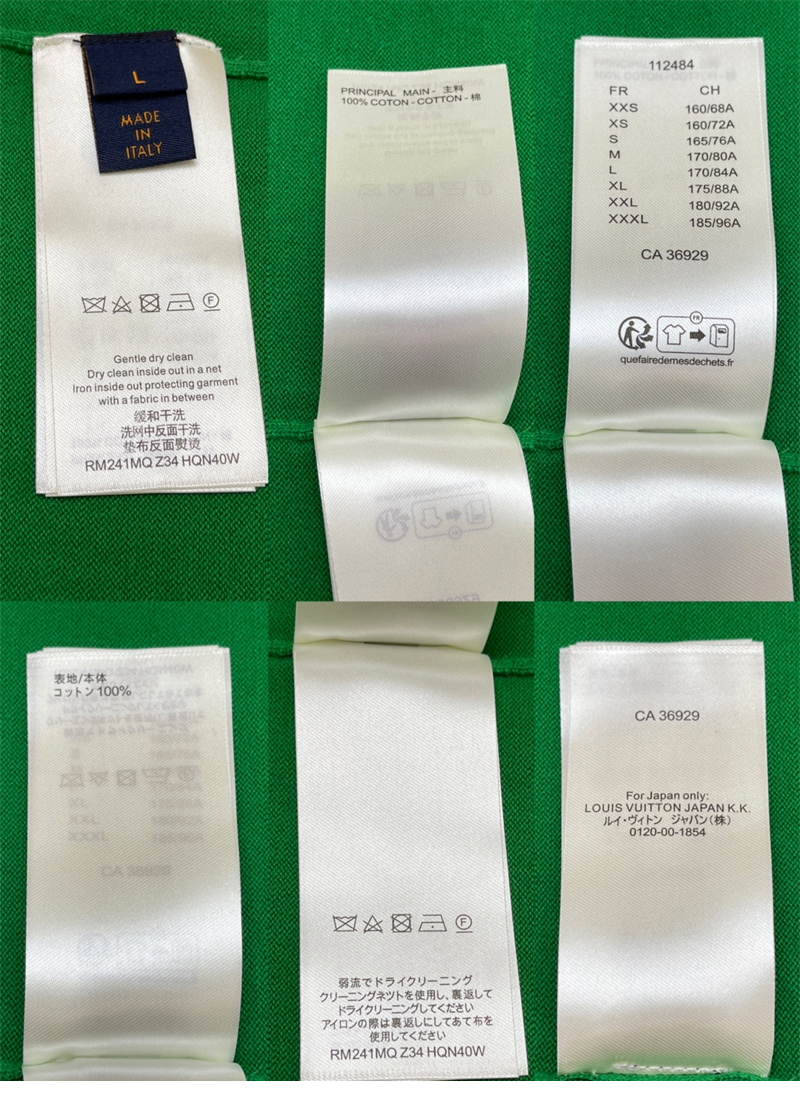 L
MADE
IN
ITALY
F
Gentle dry clean
Dry clean inside out in a net
Iron inside out protecting garment
with a fabric in between
缓和干洗
洗网中反面干洗
垫布反面熨烫
RM241MQ Z34 HQN40W
PRINCIPAL MAIN - 主料
100% COTON - COTTON - 棉
112484
FR CH
XXS 160/68A
XS 160/72A
S 165/76A
M 170/80A
L 170/84A
XL 175/88A
XXL 180/92A
XXXL 185/96A
CA 36929
FR
quefairedemesdechets.fr
表地/本体
コットン 100%
F
弱流でドライクリーニング
クリーニングネツトを使用し、裏返して
ドライクリーニングしてください
アイロンの際は裏返しにしてあて布を
使用してください
RM241MQ Z34 HQN40W
CA 36929
For Japan only:
LOUIS VUITTON JAPAN K.K.
ルイ・ヴィトン ジャパン(株)
0120-00-1854